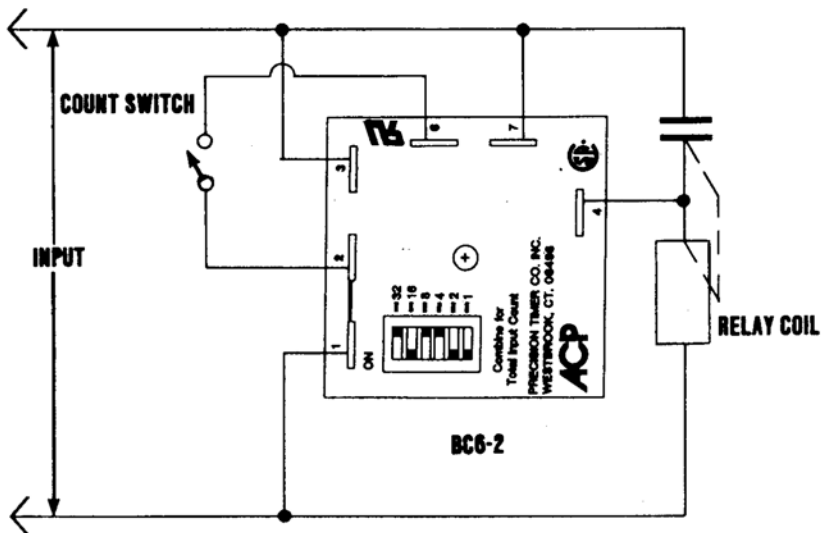 COUNT SWITCH
INPUT
6
7
3
4
2
1
=32
=16
=8
=4
=2
=1
ON
Combine for
Total Input Count
PRECISION TIMER CO. INC.
WESTBROOK, CT. 06498
ACP
RELAY COIL
BC6-2